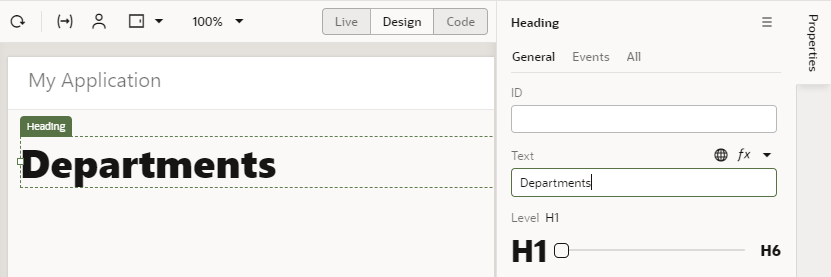 100%
Live
Design
Code
My Application
Heading
Departments
Heading
General
Events
All
ID
Text
fx
Departments
Level H1
H1
H6
Properties